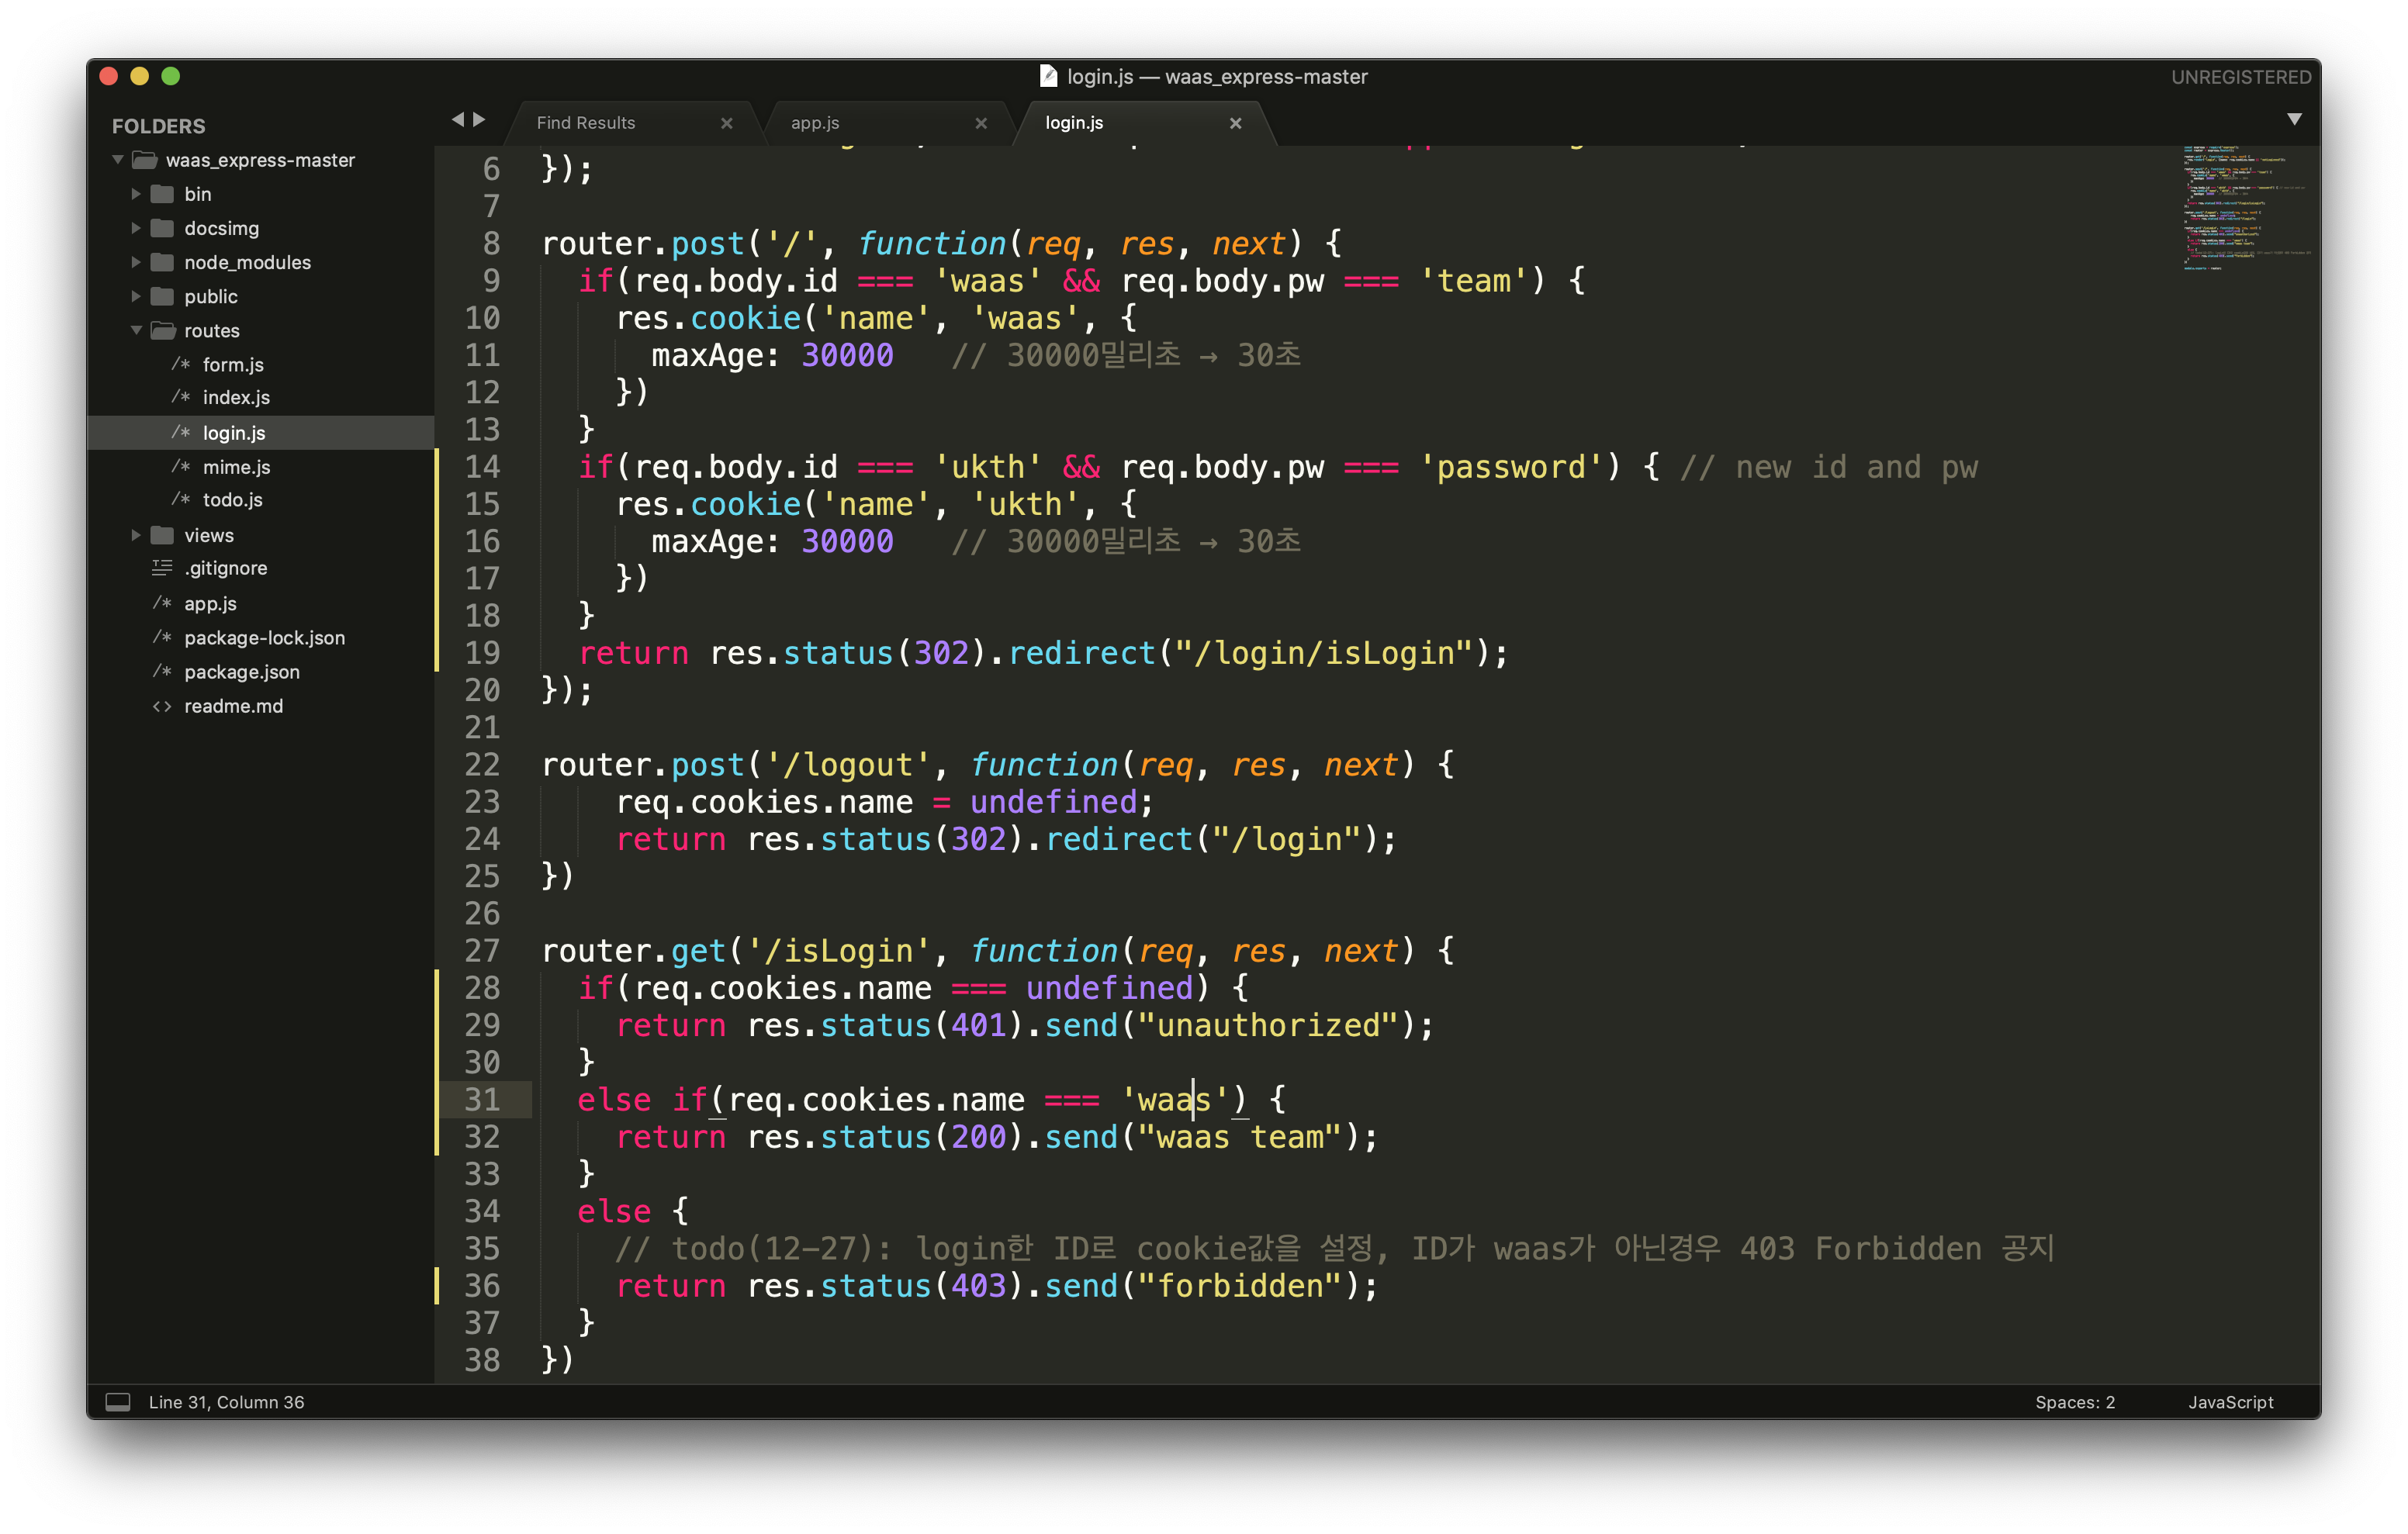 login.js — waas_express-master
UNREGISTERED
FOLDERS
waas_express-master
bin
docsimg
node_modules
public
routes
/* form.js
/* index.js
/* login.js
/* mime.js
/* todo.js
views
.gitignore
/* app.js
/* package-lock.json
/* package.json
<> readme.md
Find Results ×
app.js ×
login.js ×
6 });
7
8 router.post('/', function(req, res, next) {
9   if(req.body.id === 'waas' && req.body.pw === 'team') {
10     res.cookie('name', 'waas', {
11       maxAge: 30000   // 30000밀리초 → 30초
12     })
13   }
14   if(req.body.id === 'ukth' && req.body.pw === 'password') { // new id and pw
15     res.cookie('name', 'ukth', {
16       maxAge: 30000   // 30000밀리초 → 30초
17     })
18   }
19   return res.status(302).redirect("/login/isLogin");
20 });
21
22 router.post('/logout', function(req, res, next) {
23     req.cookies.name = undefined;
24     return res.status(302).redirect("/login");
25 })
26
27 router.get('/isLogin', function(req, res, next) {
28   if(req.cookies.name === undefined) {
29     return res.status(401).send("unauthorized");
30   }
31   else if(req.cookies.name === 'waas') {
32     return res.status(200).send("waas team");
33   }
34   else {
35     // todo(12-27): login한 ID로 cookie값을 설정, ID가 waas가 아닌경우 403 Forbidden 공지
36     return res.status(403).send("forbidden");
37   }
38 })
Line 31, Column 36
Spaces: 2
JavaScript